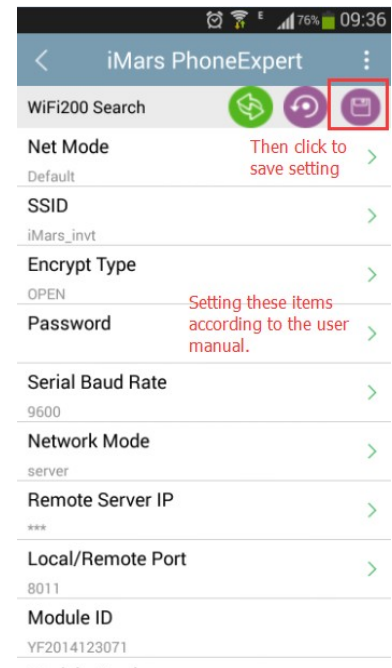 E 76% 09:36
iMars PhoneExpert
WiFi200 Search
Net Mode
Then click to
save setting
Default
SSID
iMars_invt
Encrypt Type
OPEN
Setting these items
according to the user
manual.
Password
Serial Baud Rate
9600
Network Mode
server
Remote Server IP
***
Local/Remote Port
8011
Module ID
YF2014123071